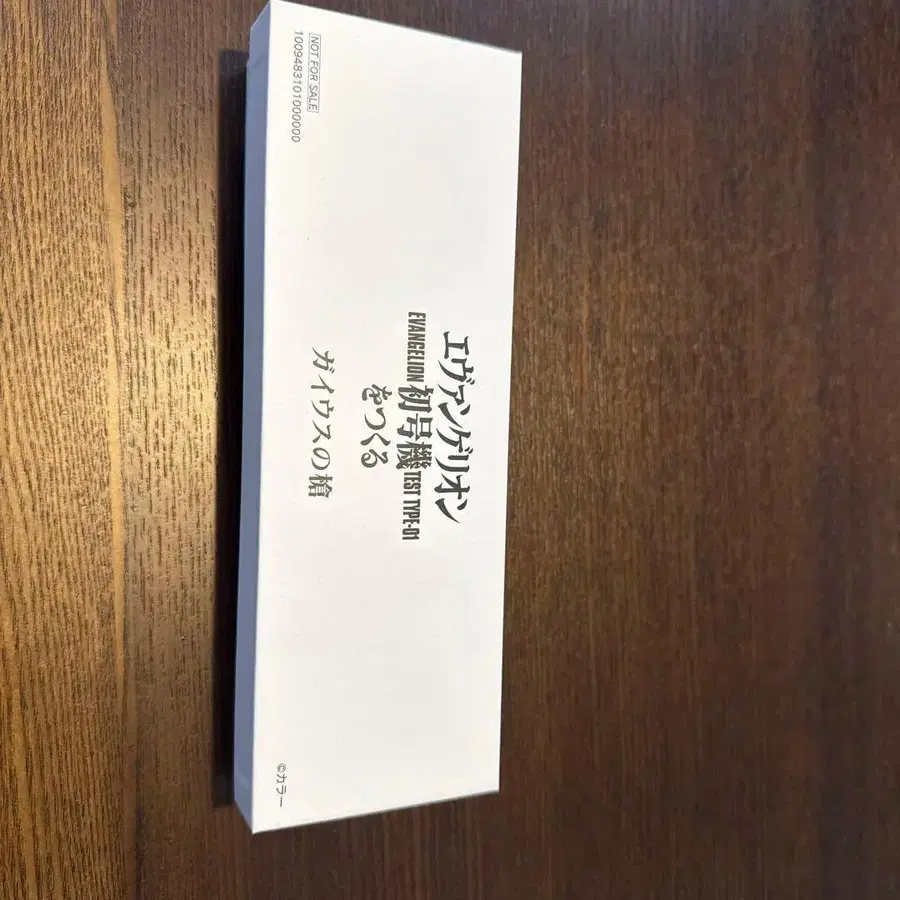 NOT FOR SALE
1009483101000000
エヴァンゲリオン
EVANGELION 初号機 TEST TYPE-01
をつくる
ガイウスの槍
©カラー